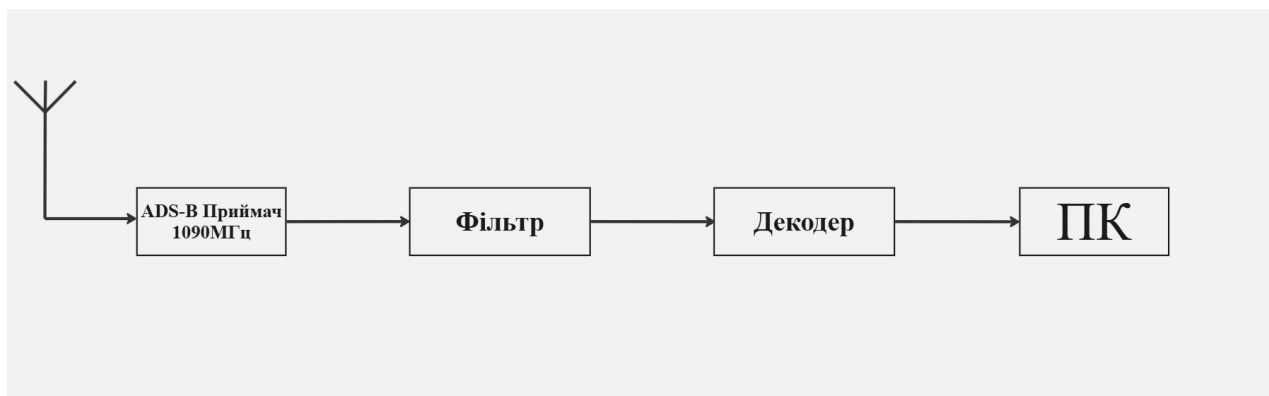 ADS-B Приймач
1090МГц
Фільтр
Декодер
ПК